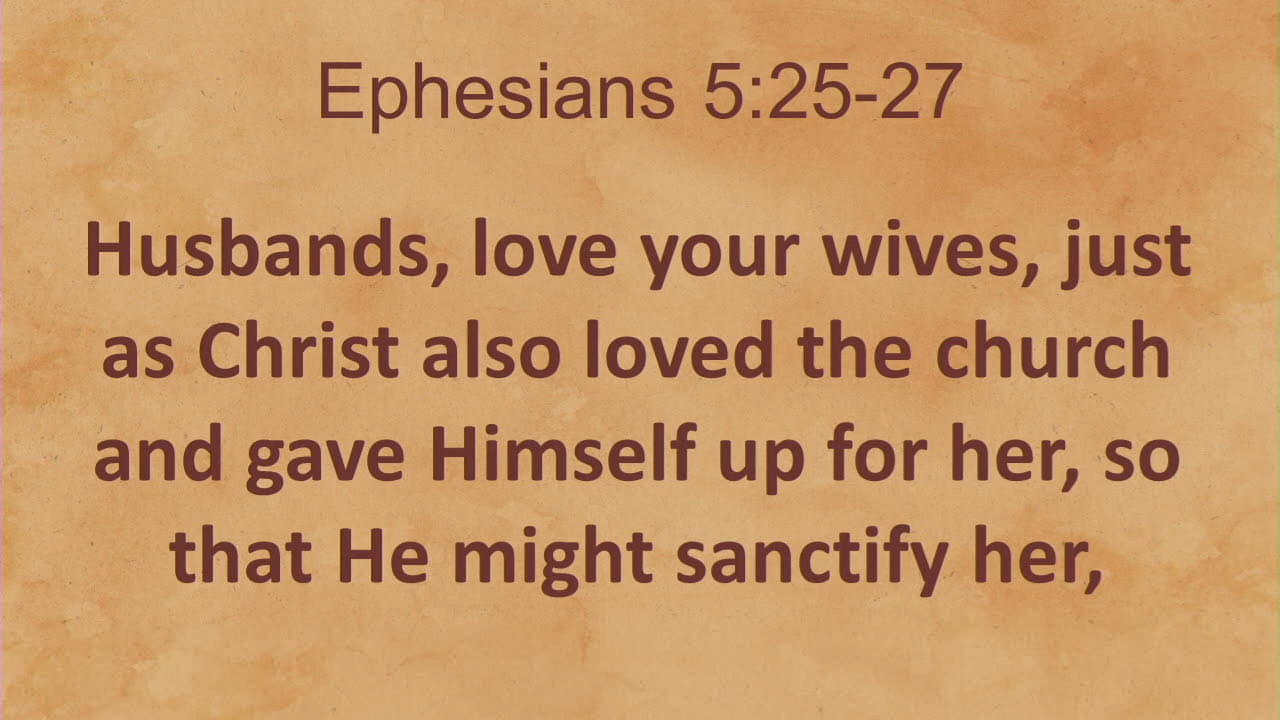 Ephesians 5:25-27
Husbands, love your wives, just
as Christ also loved the church
and gave Himself up for her, so
that He might sanctify her,